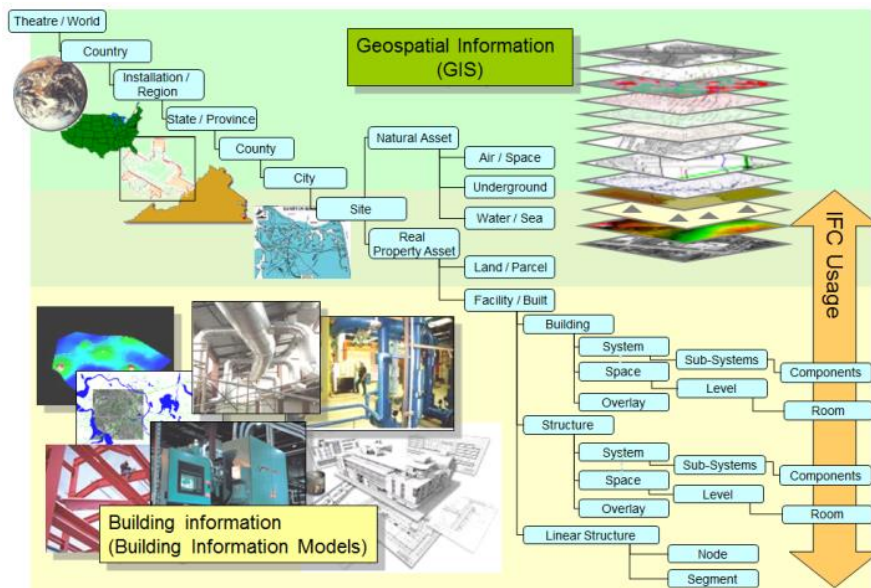 Theatre / World
Country
Installation /
Region
State / Province
County
City
Site
Natural Asset
Air / Space
Underground
Water / Sea
Real
Property Asset
Land / Parcel
Facility / Built
Building
System
Sub-Systems
Components
Space
Level
Room
Overlay
Structure
System
Sub-Systems
Components
Space
Level
Room
Overlay
Linear Structure
Node
Segment
Geospatial Information
(GIS)
IFC Usage
Building information
(Building Information Models)